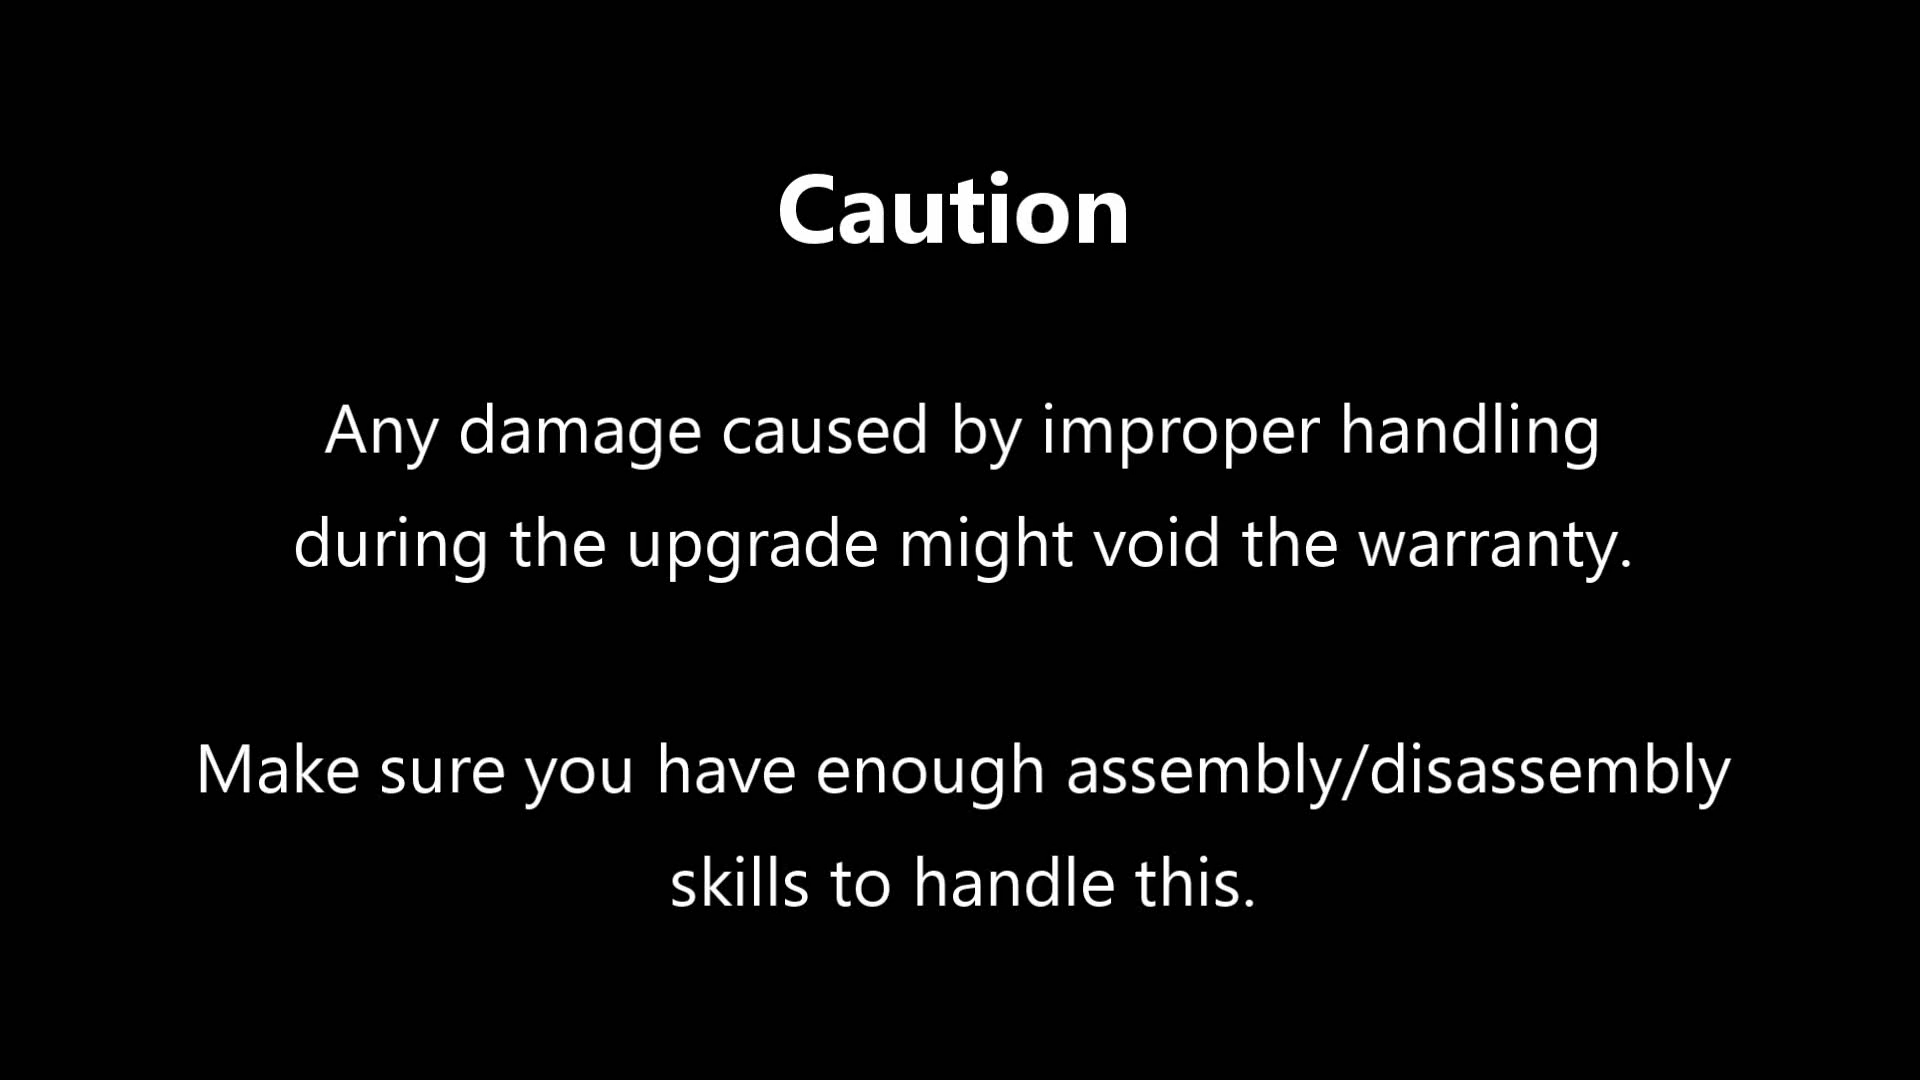 Caution
Any damage caused by improper handling
during the upgrade might void the warranty.
Make sure you have enough assembly/disassembly
skills to handle this.